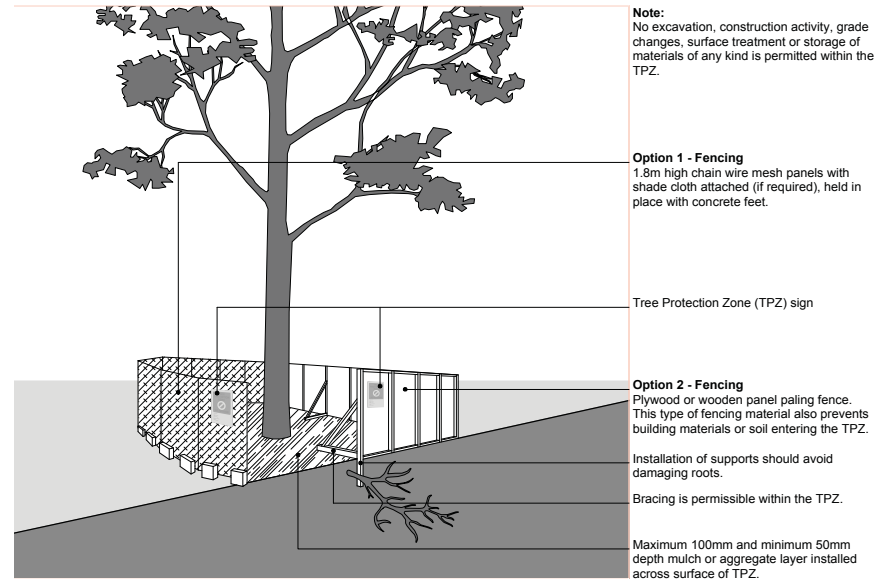 Note:
No excavation, construction activity, grade
changes, surface treatment or storage of
materials of any kind is permitted within the
TPZ.
Option 1 - Fencing
1.8m high chain wire mesh panels with
shade cloth attached (if required), held in
place with concrete feet.
Tree Protection Zone (TPZ) sign
Option 2 - Fencing
Plywood or wooden panel paling fence.
This type of fencing material also prevents
building materials or soil entering the TPZ.
Installation of supports should avoid
damaging roots.
Bracing is permissible within the TPZ.
Maximum 100mm and minimum 50mm
depth mulch or aggregate layer installed
across surface of TPZ.